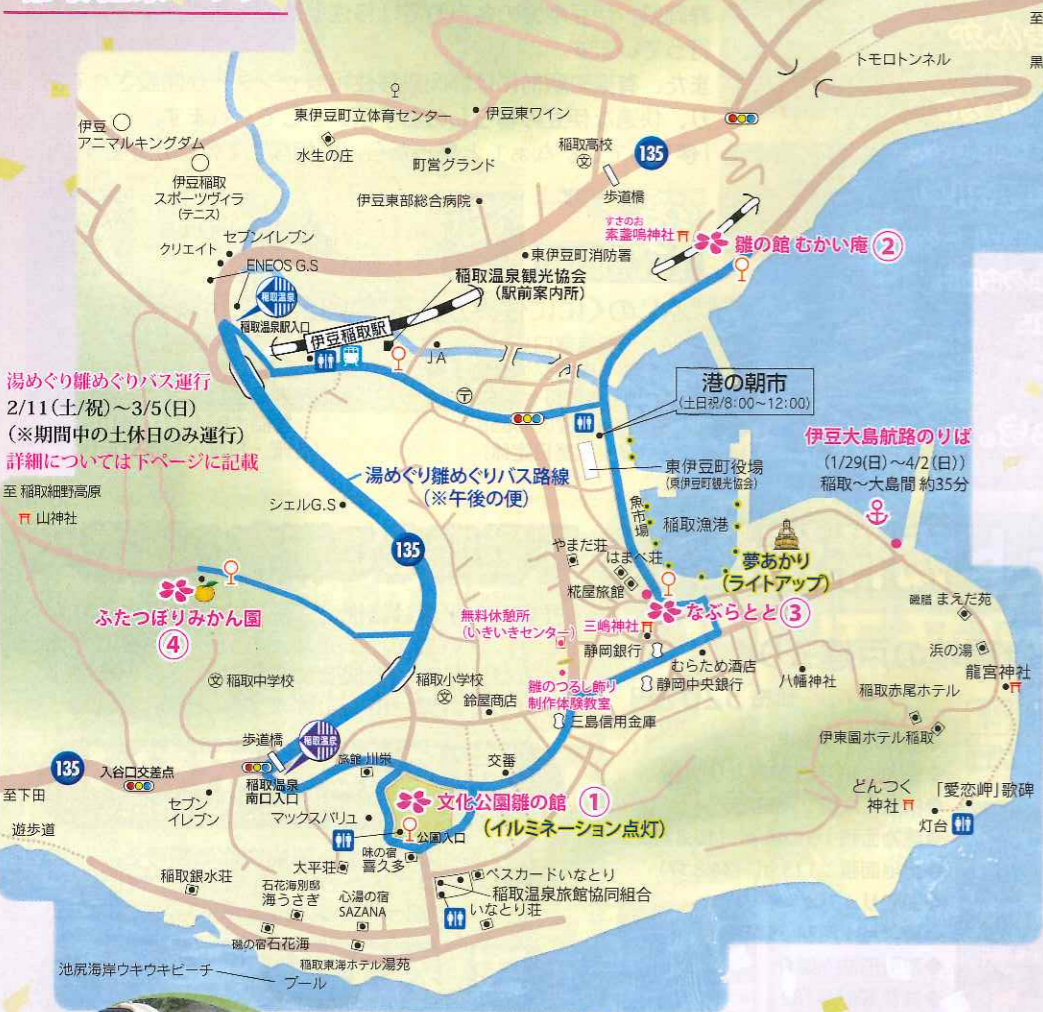 至
黒
トモロトンネル
伊豆
アニマルキングダム
東伊豆町立体育センター
伊豆東ワイン
水生の庄
町営グランド
稲取高校
文
135
伊豆稲取
スポーツヴィラ
(テニス)
伊豆東部総合病院
歩道橋
すさのお
素盞嗚神社
雛の館 むかい庵②
クリエイト
セブンイレブン
東伊豆町消防署
ENEOS G.S
稲取温泉観光協会
(駅前案内所)
稲取温泉
稲取温泉駅入口
伊豆稲取駅
JA
〒
湯めぐり雛めぐりバス運行
2/11(土/祝)〜3/5(日)
(※期間中の土休日のみ運行)
詳細については下ページに記載
港の朝市
(土日祝/8:00〜12:00)
伊豆大島航路のりば
(1/29(日)〜4/2(日))
稲取〜大島間 約35分
東伊豆町役場
(東伊豆町観光協会)
湯めぐり雛めぐりバス路線
(※午後の便)
至 稲取細野高原
山神社
シェルG.S
135
魚市場
稲取漁港
やまだ荘
はまべ荘
夢あかり
(ライトアップ)
糀屋旅館
なぶらとと③
磯膳 まえだ苑
ふたつぼりみかん園
④
無料休憩所
(いきいきセンター)
三嶋神社
静岡銀行
むらため酒店
浜の湯
龍宮神社
文 稲取中学校
稲取小学校
文
鈴屋商店
雛のつるし飾り
制作体験教室
静岡中央銀行
八幡神社
稲取赤尾ホテル
三島信用金庫
伊東園ホテル稲取
歩道橋
稲取温泉
135
入谷口交差点
稲取温泉
南口入口
旅館 川栄
交番
至下田
セブン
イレブン
文化公園雛の館 ①
(イルミネーション点灯)
どんつく
神社
「愛恋岬」歌碑
灯台
遊歩道
マックスバリュ
公園入口
味の宿
喜久多
大平荘
稲取銀水荘
石花海別邸
海うさぎ
心湯の宿
SAZANA
ペスカードいなとり
稲取温泉旅館協同組合
いなとり荘
磯の宿石花海
稲取東海ホテル湯苑
池尻海岸ウキウキビーチ
プール